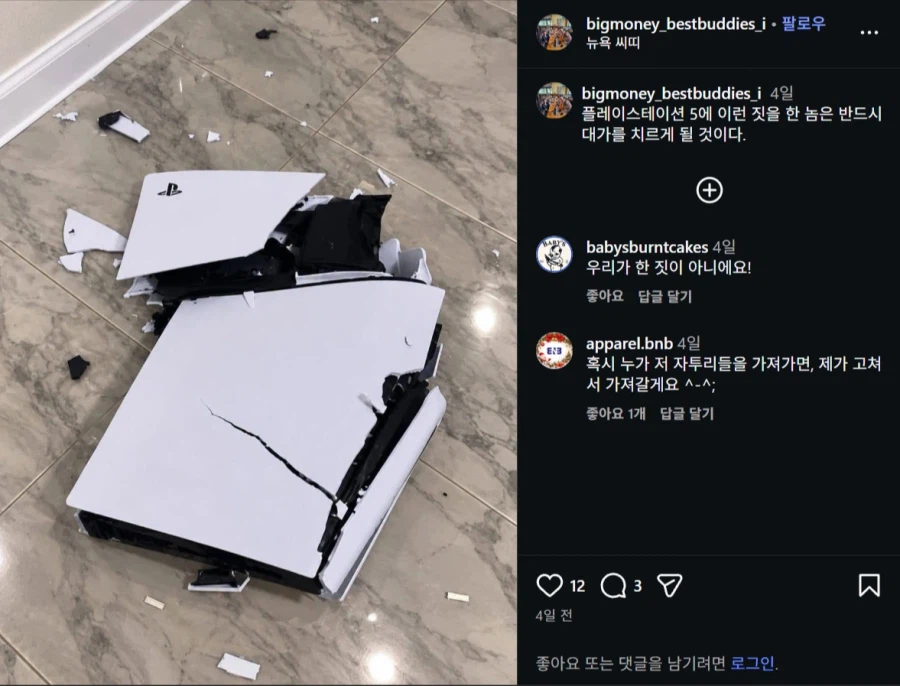 bigmoney_bestbuddies_i • 팔로우
뉴욕 씨띠
bigmoney_bestbuddies_i 4일
플레이스테이션 5에 이런 짓을 한 놈은 반드시
대가를 치르게 될 것이다.
babysburntcakes 4일
우리가 한 짓이 아니에요!
좋아요 답글 달기
apparel.bnb 4일
혹시 누가 저 자투리들을 가져가면, 제가 고쳐
서 가져갈게요 ^-^;
좋아요 1개 답글 달기
12 3
4일 전
좋아요 또는 댓글을 남기려면 로그인.
BABY'S